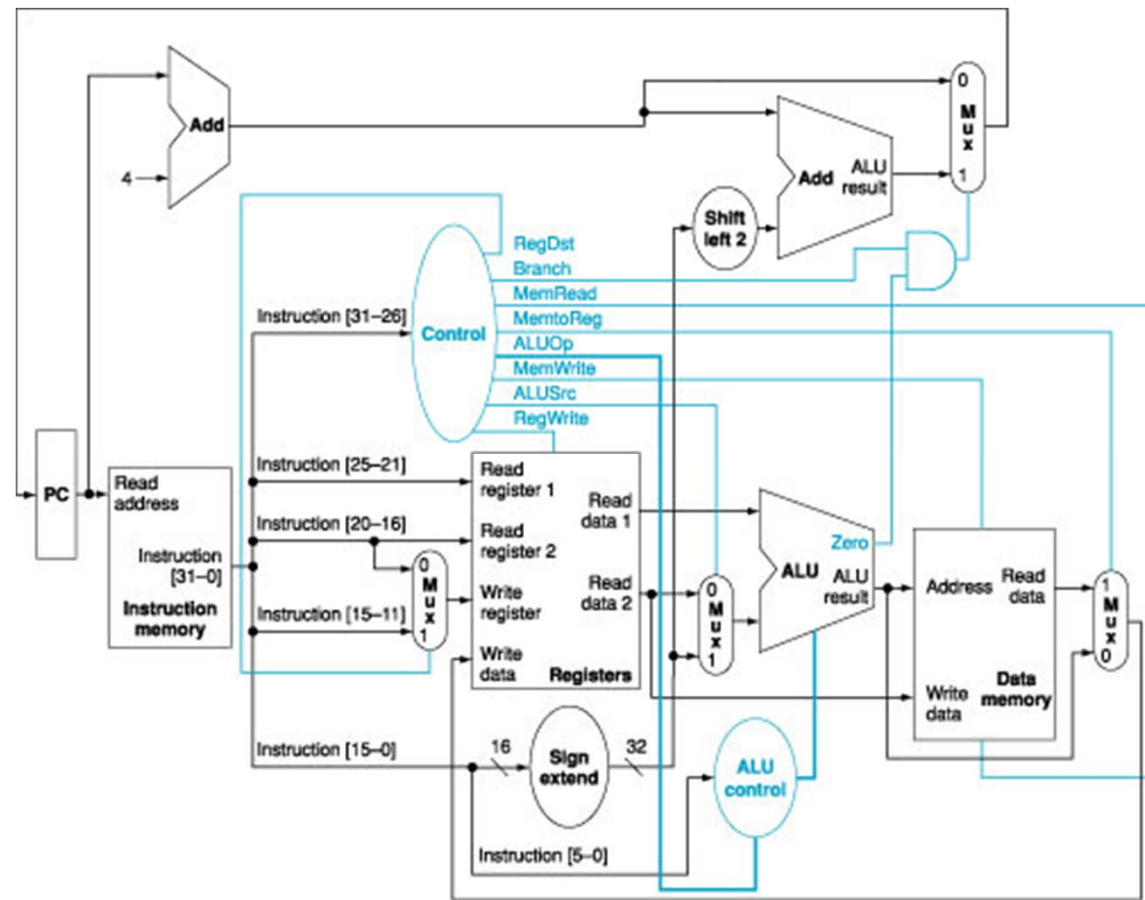 Add
4
0
M
u
x
1
Add
ALU
result
Shift
left 2
RegDst
Branch
MemRead
MemtoReg
ALUOp
MemWrite
ALUSrc
RegWrite
Control
Instruction [31–26]
Instruction [25–21]
Instruction [20–16]
Instruction [15–11]
Instruction [15–0]
PC
Read
address
Instruction
[31–0]
Instruction
memory
0
M
u
x
1
Read
register 1
Read
register 2
Write
register
Write
data
Read
data 1
Read
data 2
Registers
0
M
u
x
1
Zero
ALU
ALU
result
Address
Read
data
Write
data
Data
memory
1
M
u
x
0
16
Sign
extend
32
ALU
control
Instruction [5–0]